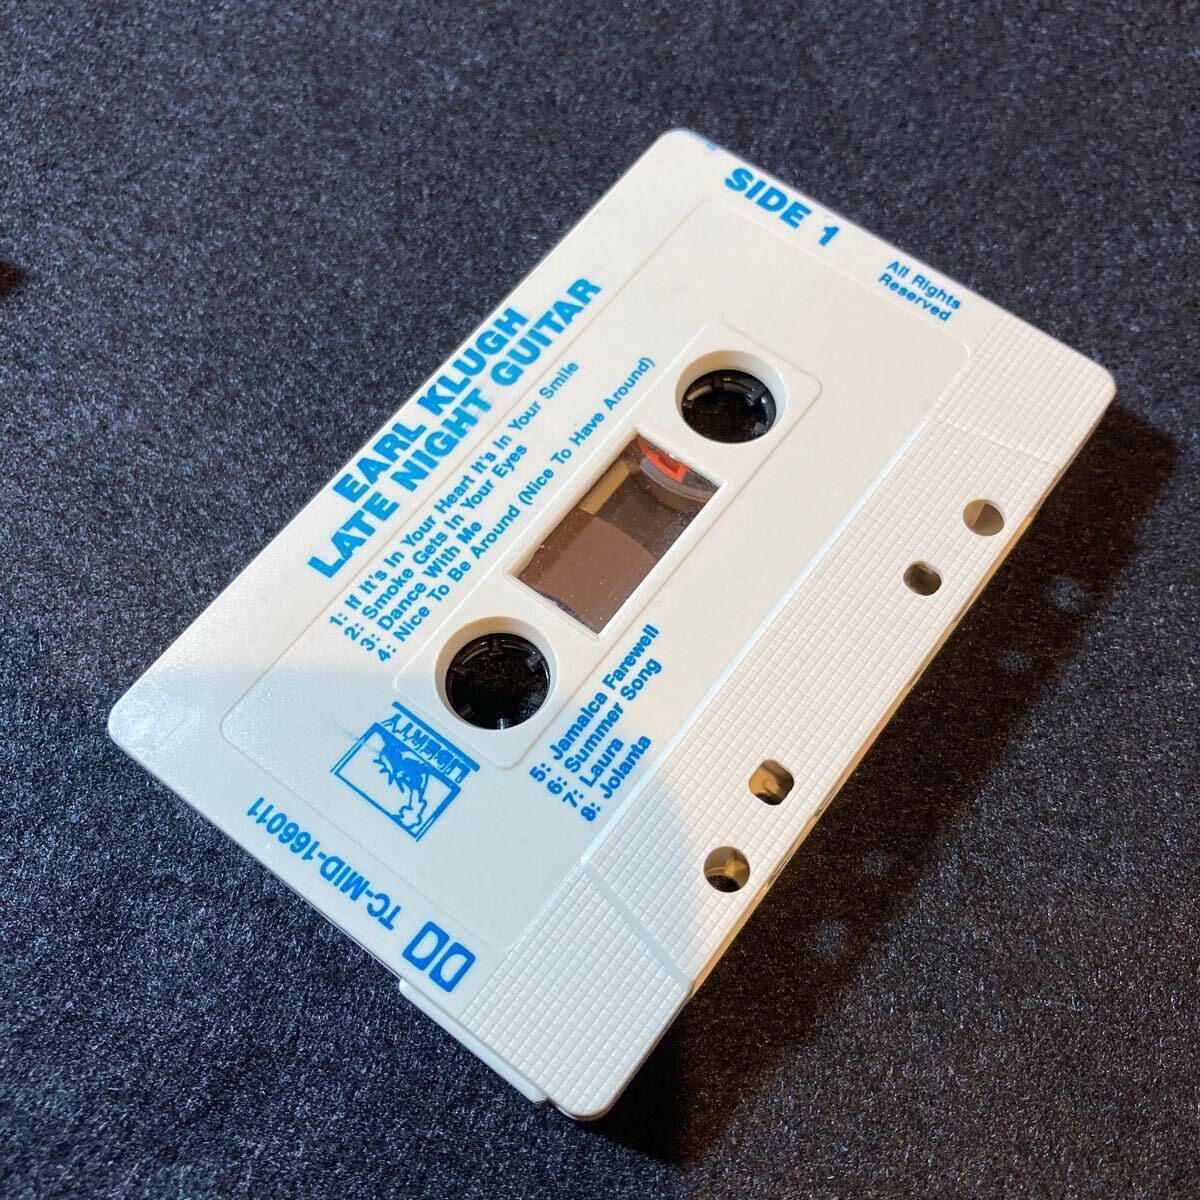 SIDE 1
All Rights
Reserved
EARL KLUGH
LATE NIGHT GUITAR
1: If It's In Your Heart It's In Your Smile
2: Smoke Gets In Your Eyes
3: Dance With Me
4: Nice To Be Around (Nice To Have Around)
5: Jamaica Farewell
6: Summer Song
7: Laura
8: Jolanta
LIBERTY
TC-MID-166011